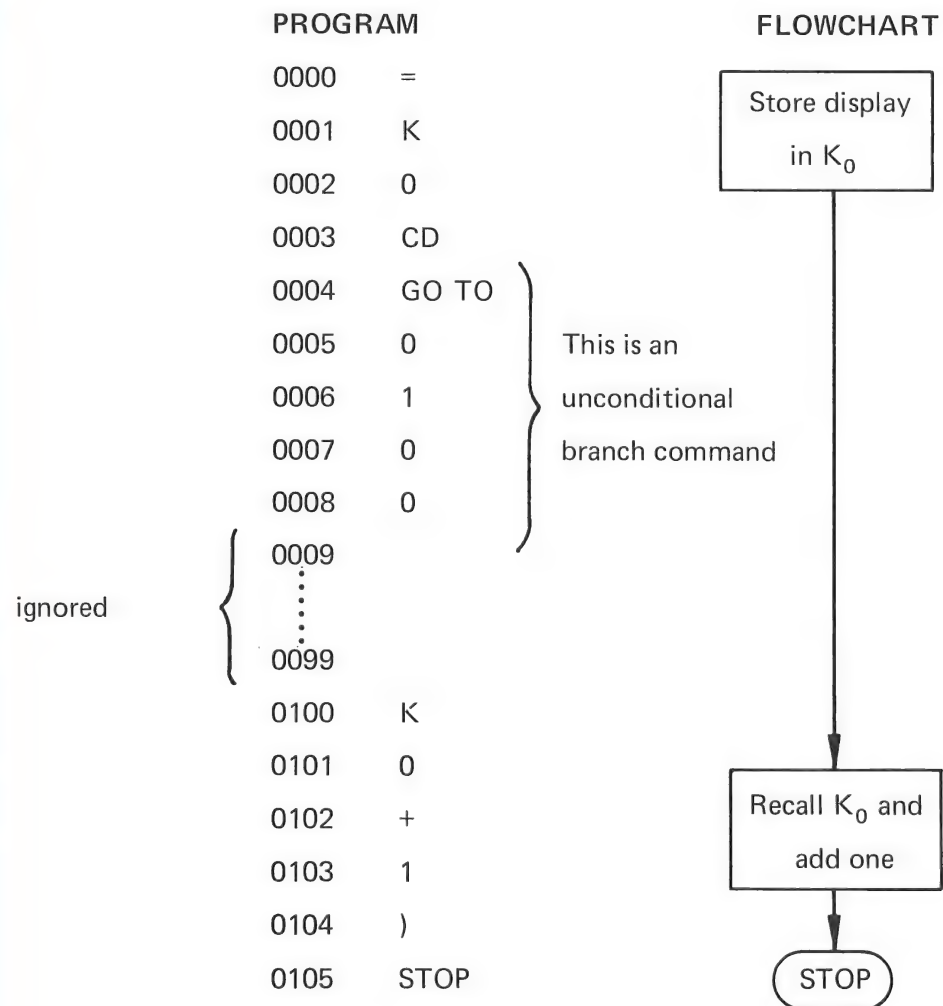 PROGRAM FLOWCHART
0000 =
0001 K
0002 0
0003 CD
0004 GO TO
0005 0
0006 1
0007 0
0008 0
0009
0099
0100 K
0101 0
0102 +
0103 1
0104 )
0105 STOP
This is an
unconditional
branch command
ignored
Store display
in K₀
Recall K₀ and
add one
STOP